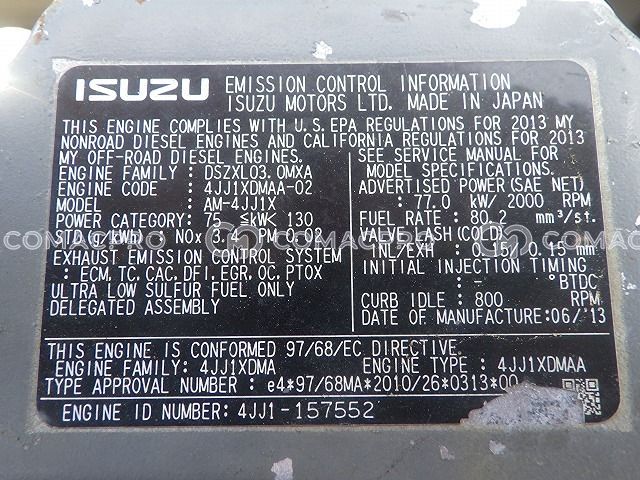 ISUZU EMISSION CONTROL INFORMATION
ISUZU MOTORS LTD. MADE IN JAPAN
THIS ENGINE COMPLIES WITH U.S.EPA REGULATIONS FOR 2013 MY
NONROAD DIESEL ENGINES AND CALIFORNIA REGULATIONS FOR 2013
MY OFF-ROAD DIESEL ENGINES.
ENGINE FAMILY : DSZXL03.0MXA
ENGINE CODE : 4JJ1XDMAA-02
MODEL : AM-4JJ1X
POWER CATEGORY : 75 ≦kW< 130
STD(g/kWh) : NOx 3.4 PM 0.02
EXHAUST EMISSION CONTROL SYSTEM
: ECM, TC, CAC, DFI, EGR, OC, PTOX
ULTRA LOW SULFUR FUEL ONLY
DELEGATED ASSEMBLY
SEE SERVICE MANUAL FOR
MODEL SPECIFICATIONS.
ADVERTISED POWER(SAE NET)
: 77.0 kW/ 2000 RPM
FUEL RATE : 80.2 mm³/st.
VALVE LASH (COLD)
INL/EXH : 0.15/ 0.15 mm
INITIAL INJECTION TIMING
: - °BTDC
CURB IDLE : 800 RPM
DATE OF MANUFACTURE:06/'13
THIS ENGINE IS CONFORMED 97/68/EC DIRECTIVE.
ENGINE FAMILY: 4JJ1XDMA ENGINE TYPE : 4JJ1XDMAA
TYPE APPROVAL NUMBER : e4*97/68MA*2010/26*0313*00
ENGINE ID NUMBER: 4JJ1-157552
COMACPRO COMACPRO COMACPRO